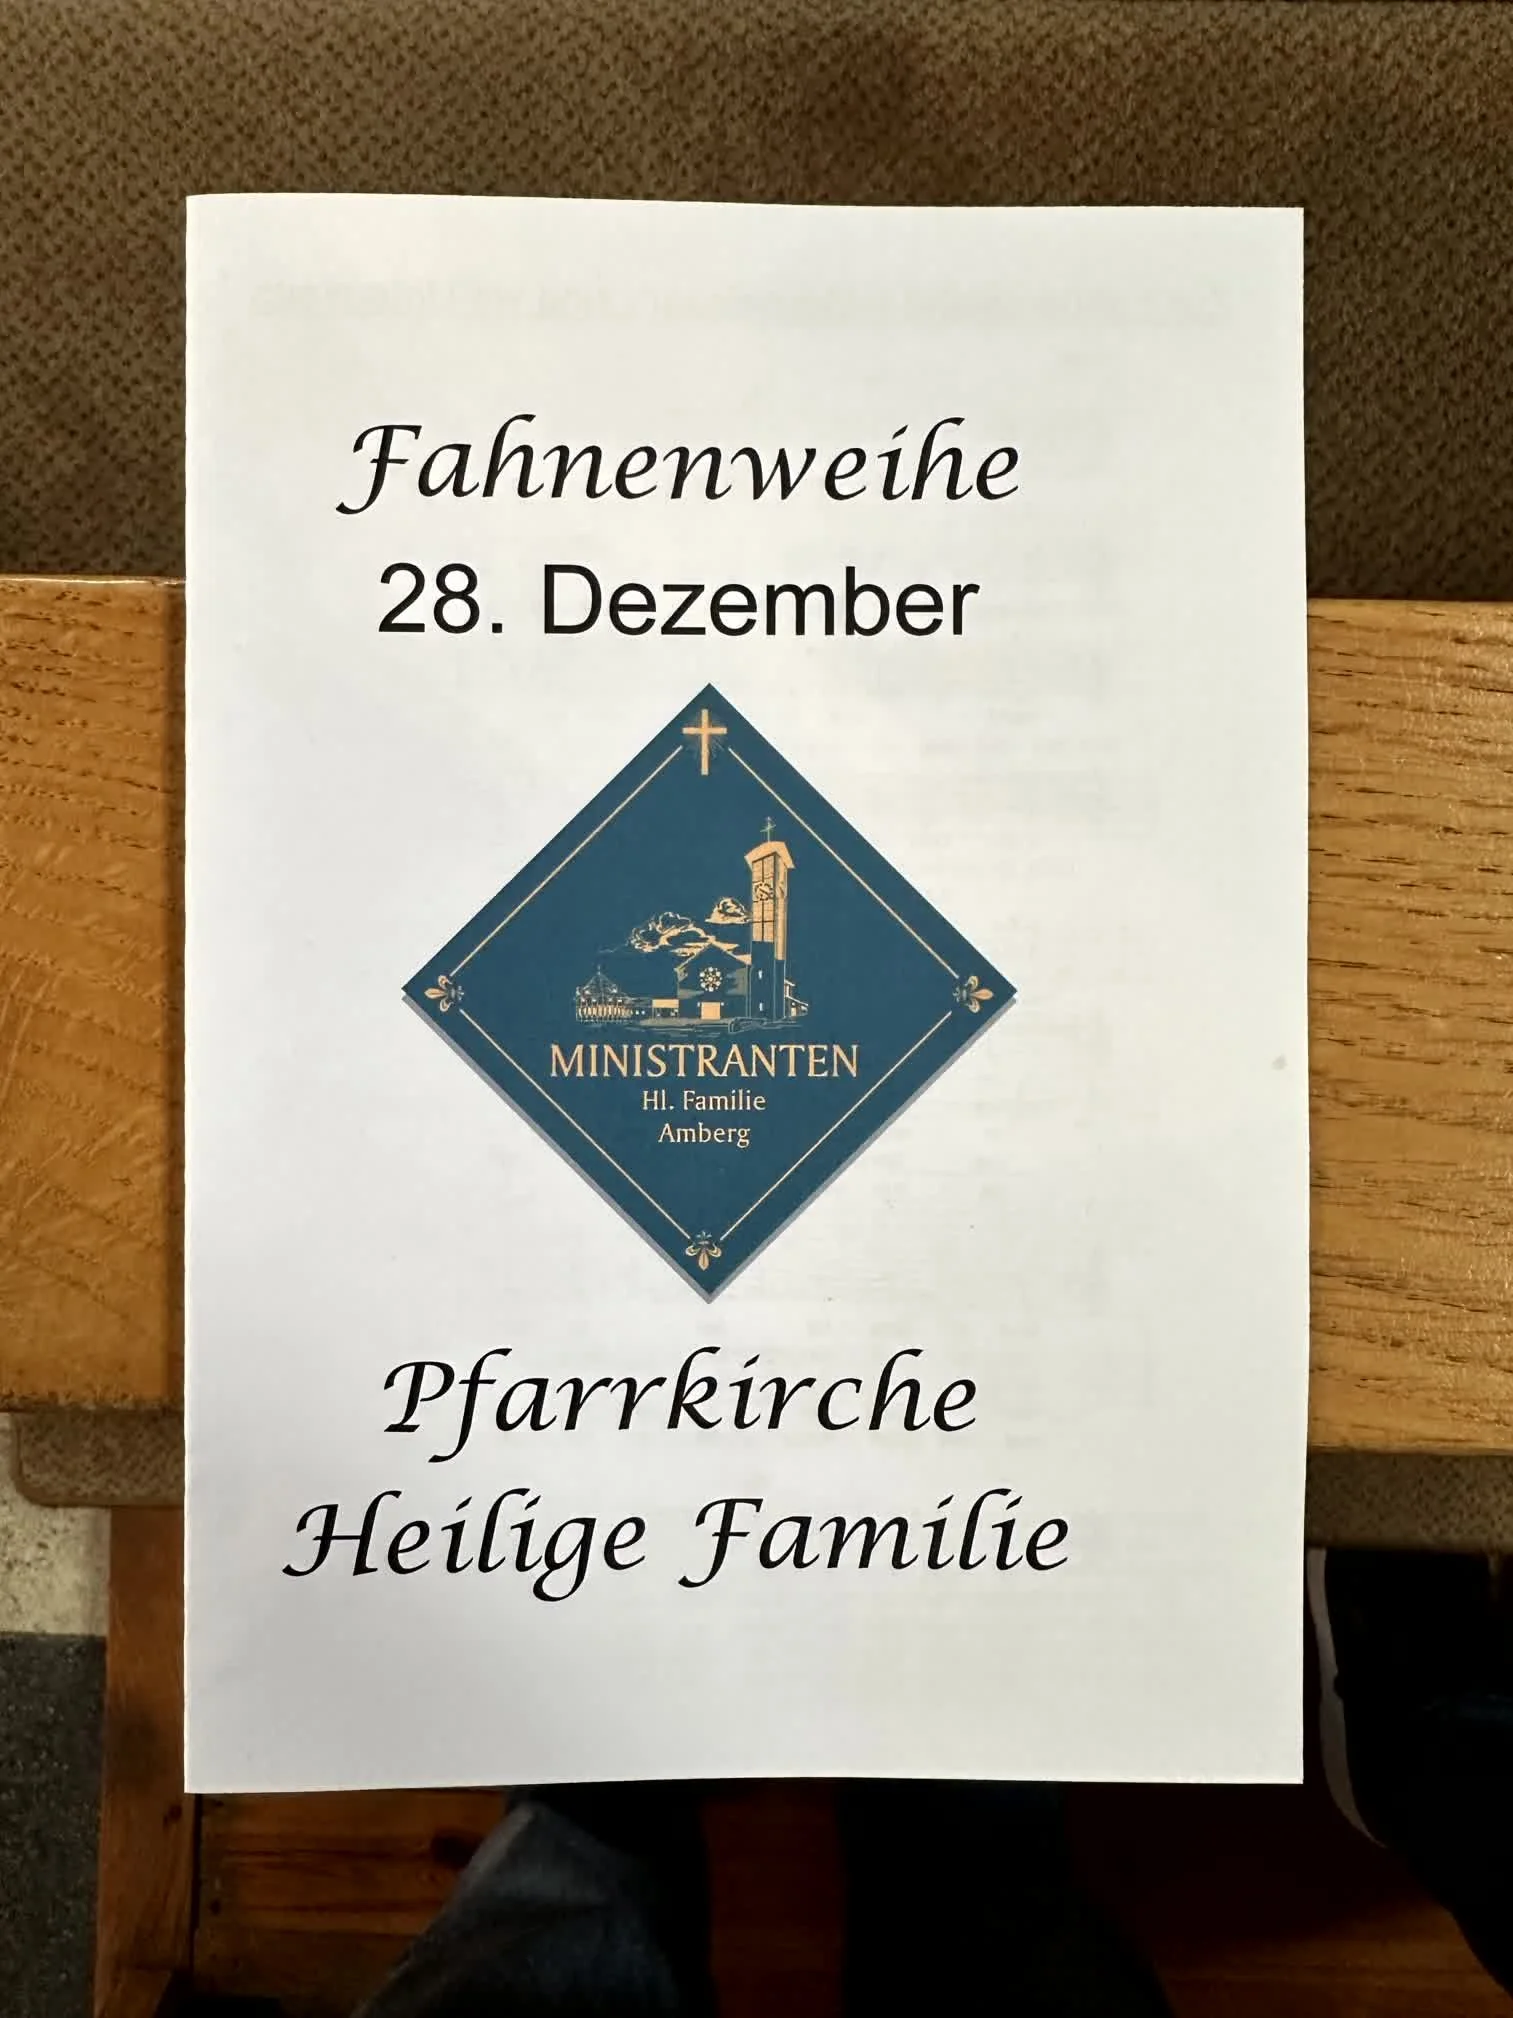 Fahnenweihe
28. Dezember
MINISTRANTEN
Hl. Familie
Amberg
Pfarrkirche
Heilige Familie